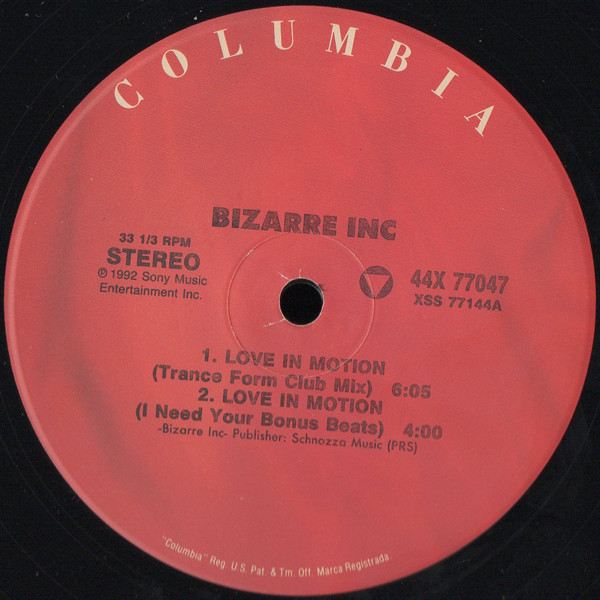 COLUMBIA
BIZARRE INC
33 1/3 RPM
STEREO
℗ 1992 Sony Music
Entertainment Inc.
44X 77047
XSS 77144A
1. LOVE IN MOTION
(Trance Form Club Mix) 6:05
2. LOVE IN MOTION
(I Need Your Bonus Beats) 4:00
-Bizarre Inc- Publisher: Schnozza Music (PRS)
"Columbia" Reg. U.S. Pat. & Tm. Off. Marca Registrada.